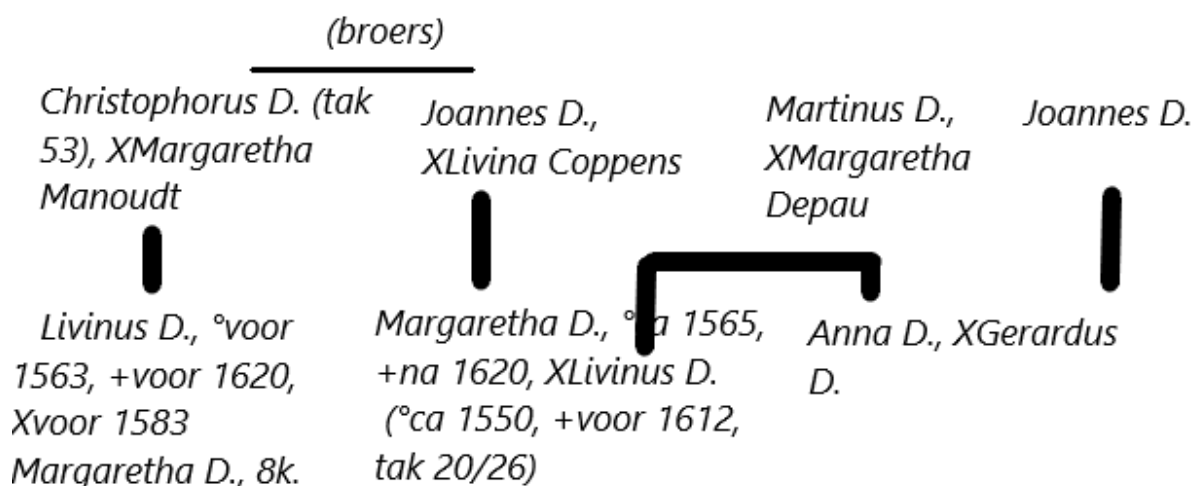 (broers)
Christophorus D. (tak
53), XMargaretha
Manoudt
Joannes D.,
XLivina Coppens
Martinus D.,
XMargaretha
Depau
Joannes D.
Livinus D., °voor
1563, +voor 1620,
Xvoor 1583
Margaretha D., 8k.
Margaretha D., 1565,
+na 1620, XLivinus D.
(°ca 1550, +voor 1612,
tak 20/26)
Anna D., XGerardus
D.